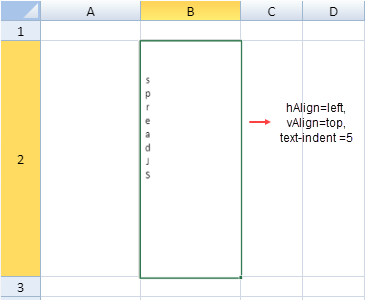 A B C D
1
2
3
s
p
r
e
a
d
J
S
hAlign=left,
vAlign=top,
text-indent =5